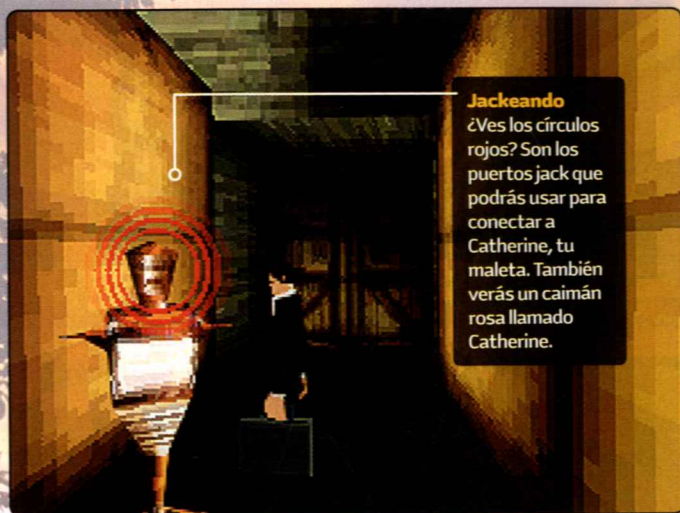 Jackeando
¿Ves los círculos
rojos? Son los
puertos jack que
podrás usar para
conectar a
Catherine, tu
maleta. También
verás un caimán
rosa llamado
Catherine.